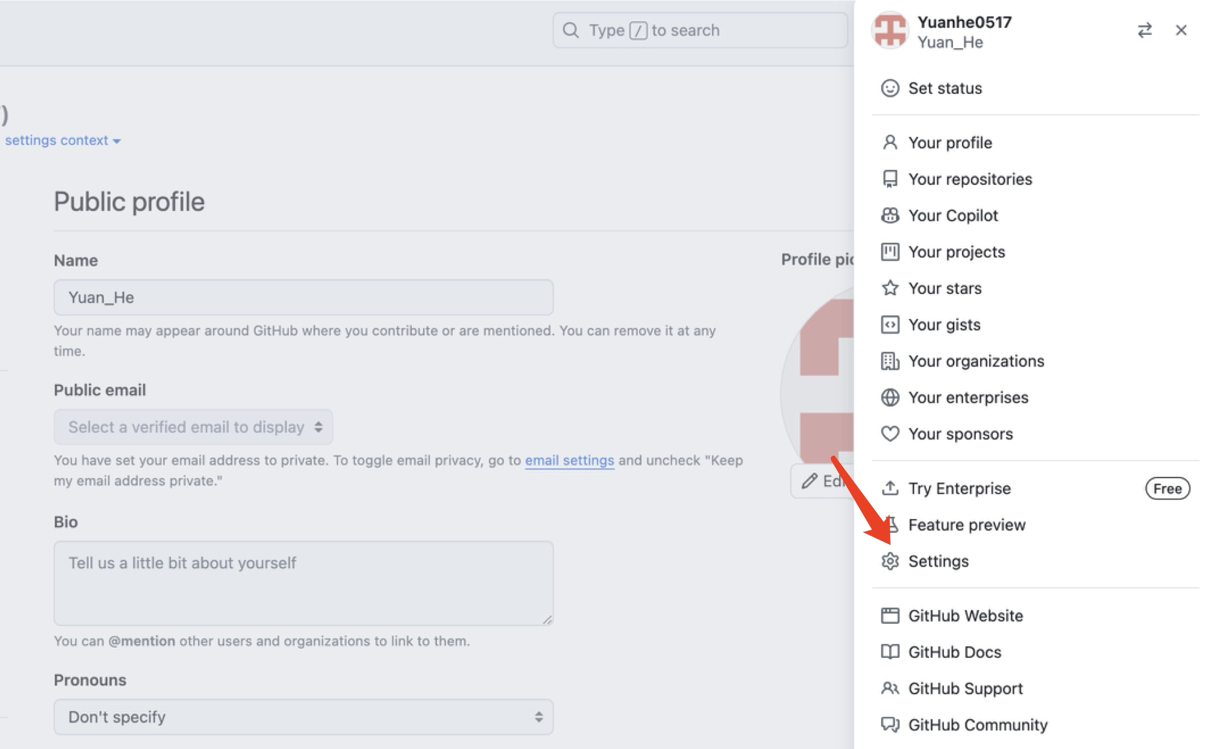 Type / to search
)
settings context
Public profile
Name
Yuan_He
Your name may appear around GitHub where you contribute or are mentioned. You can remove it at any
time.
Public email
Select a verified email to display
You have set your email address to private. To toggle email privacy, go to email settings and uncheck "Keep
my email address private."
Bio
Tell us a little bit about yourself
You can @mention other users and organizations to link to them.
Pronouns
Don't specify
Profile pic
Edi
Yuanhe0517
Yuan_He
Set status
Your profile
Your repositories
Your Copilot
Your projects
Your stars
Your gists
Your organizations
Your enterprises
Your sponsors
Try Enterprise Free
Feature preview
Settings
GitHub Website
GitHub Docs
GitHub Support
GitHub Community